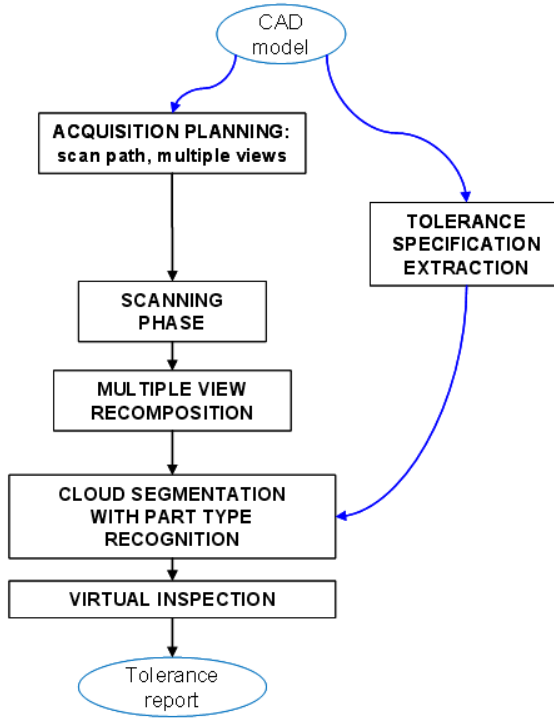 CAD
model
ACQUISITION PLANNING:
scan path, multiple views
TOLERANCE
SPECIFICATION
EXTRACTION
SCANNING
PHASE
MULTIPLE VIEW
RECOMPOSITION
CLOUD SEGMENTATION
WITH PART TYPE
RECOGNITION
VIRTUAL INSPECTION
Tolerance
report